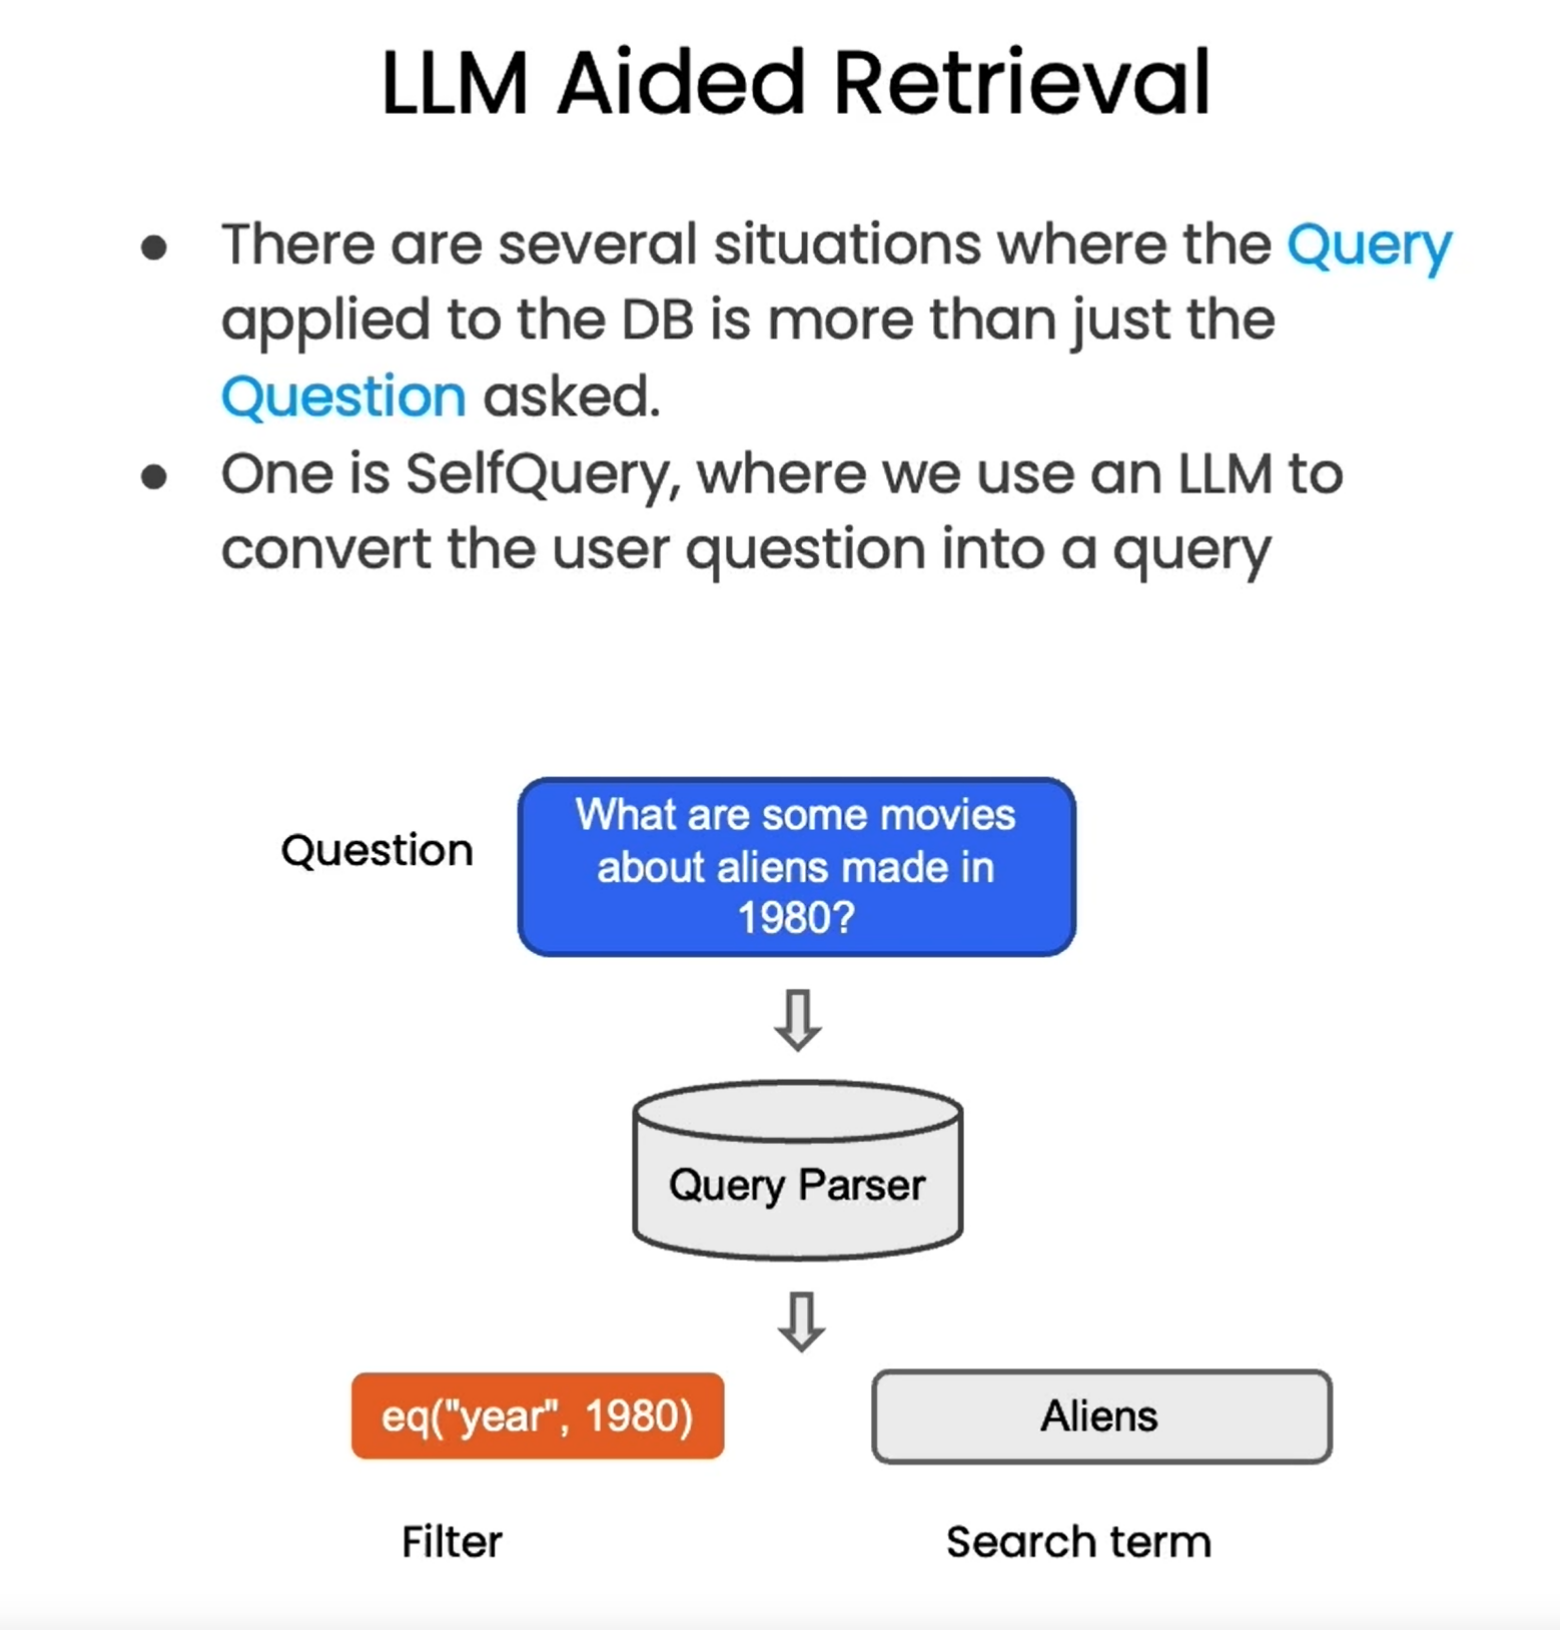 LLM Aided Retrieval
There are several situations where the Query
applied to the DB is more than just the
Question asked.
One is SelfQuery, where we use an LLM to
convert the user question into a query
Question
What are some movies
about aliens made in
1980?
Query Parser
eq("year", 1980)
Aliens
Filter
Search term